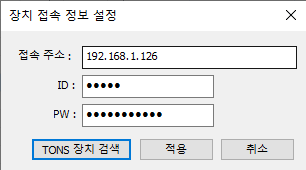 장치 접속 정보 설정
접속 주소 : 192.168.1.126
ID : ●●●●●
PW : ●●●●●●●●●●●
TONS 장치 검색 적용 취소